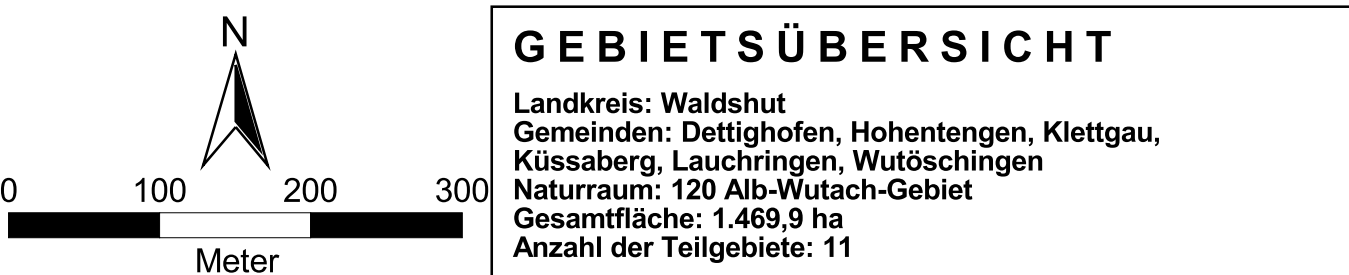 N
0 100 200 300
Meter
GEBIETSÜBERSICHT
Landkreis: Waldshut
Gemeinden: Dettighofen, Hohentengen, Klettgau,
Küssaberg, Lauchringen, Wutöschingen
Naturraum: 120 Alb-Wutach-Gebiet
Gesamtfläche: 1.469,9 ha
Anzahl der Teilgebiete: 11